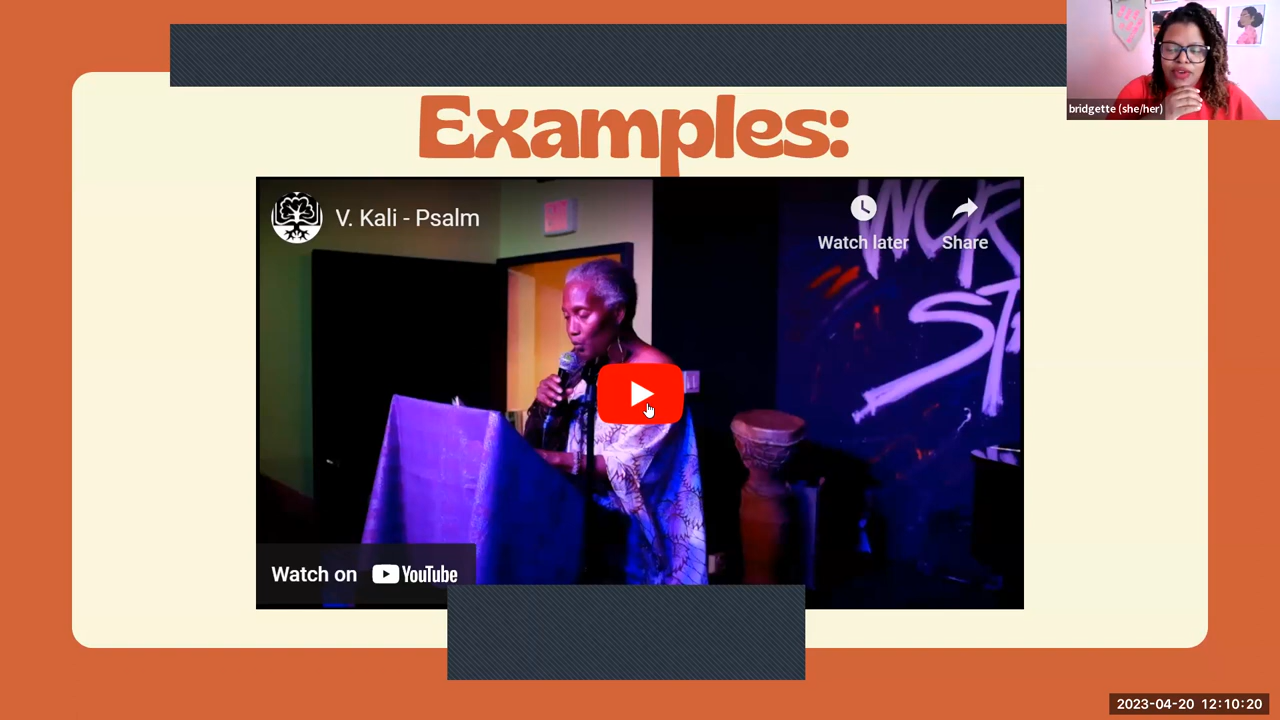 bridgette (she/her)
Examples:
V. Kali - Psalm
Watch later
Share
Watch on YouTube
2023-04-20 12:10:20